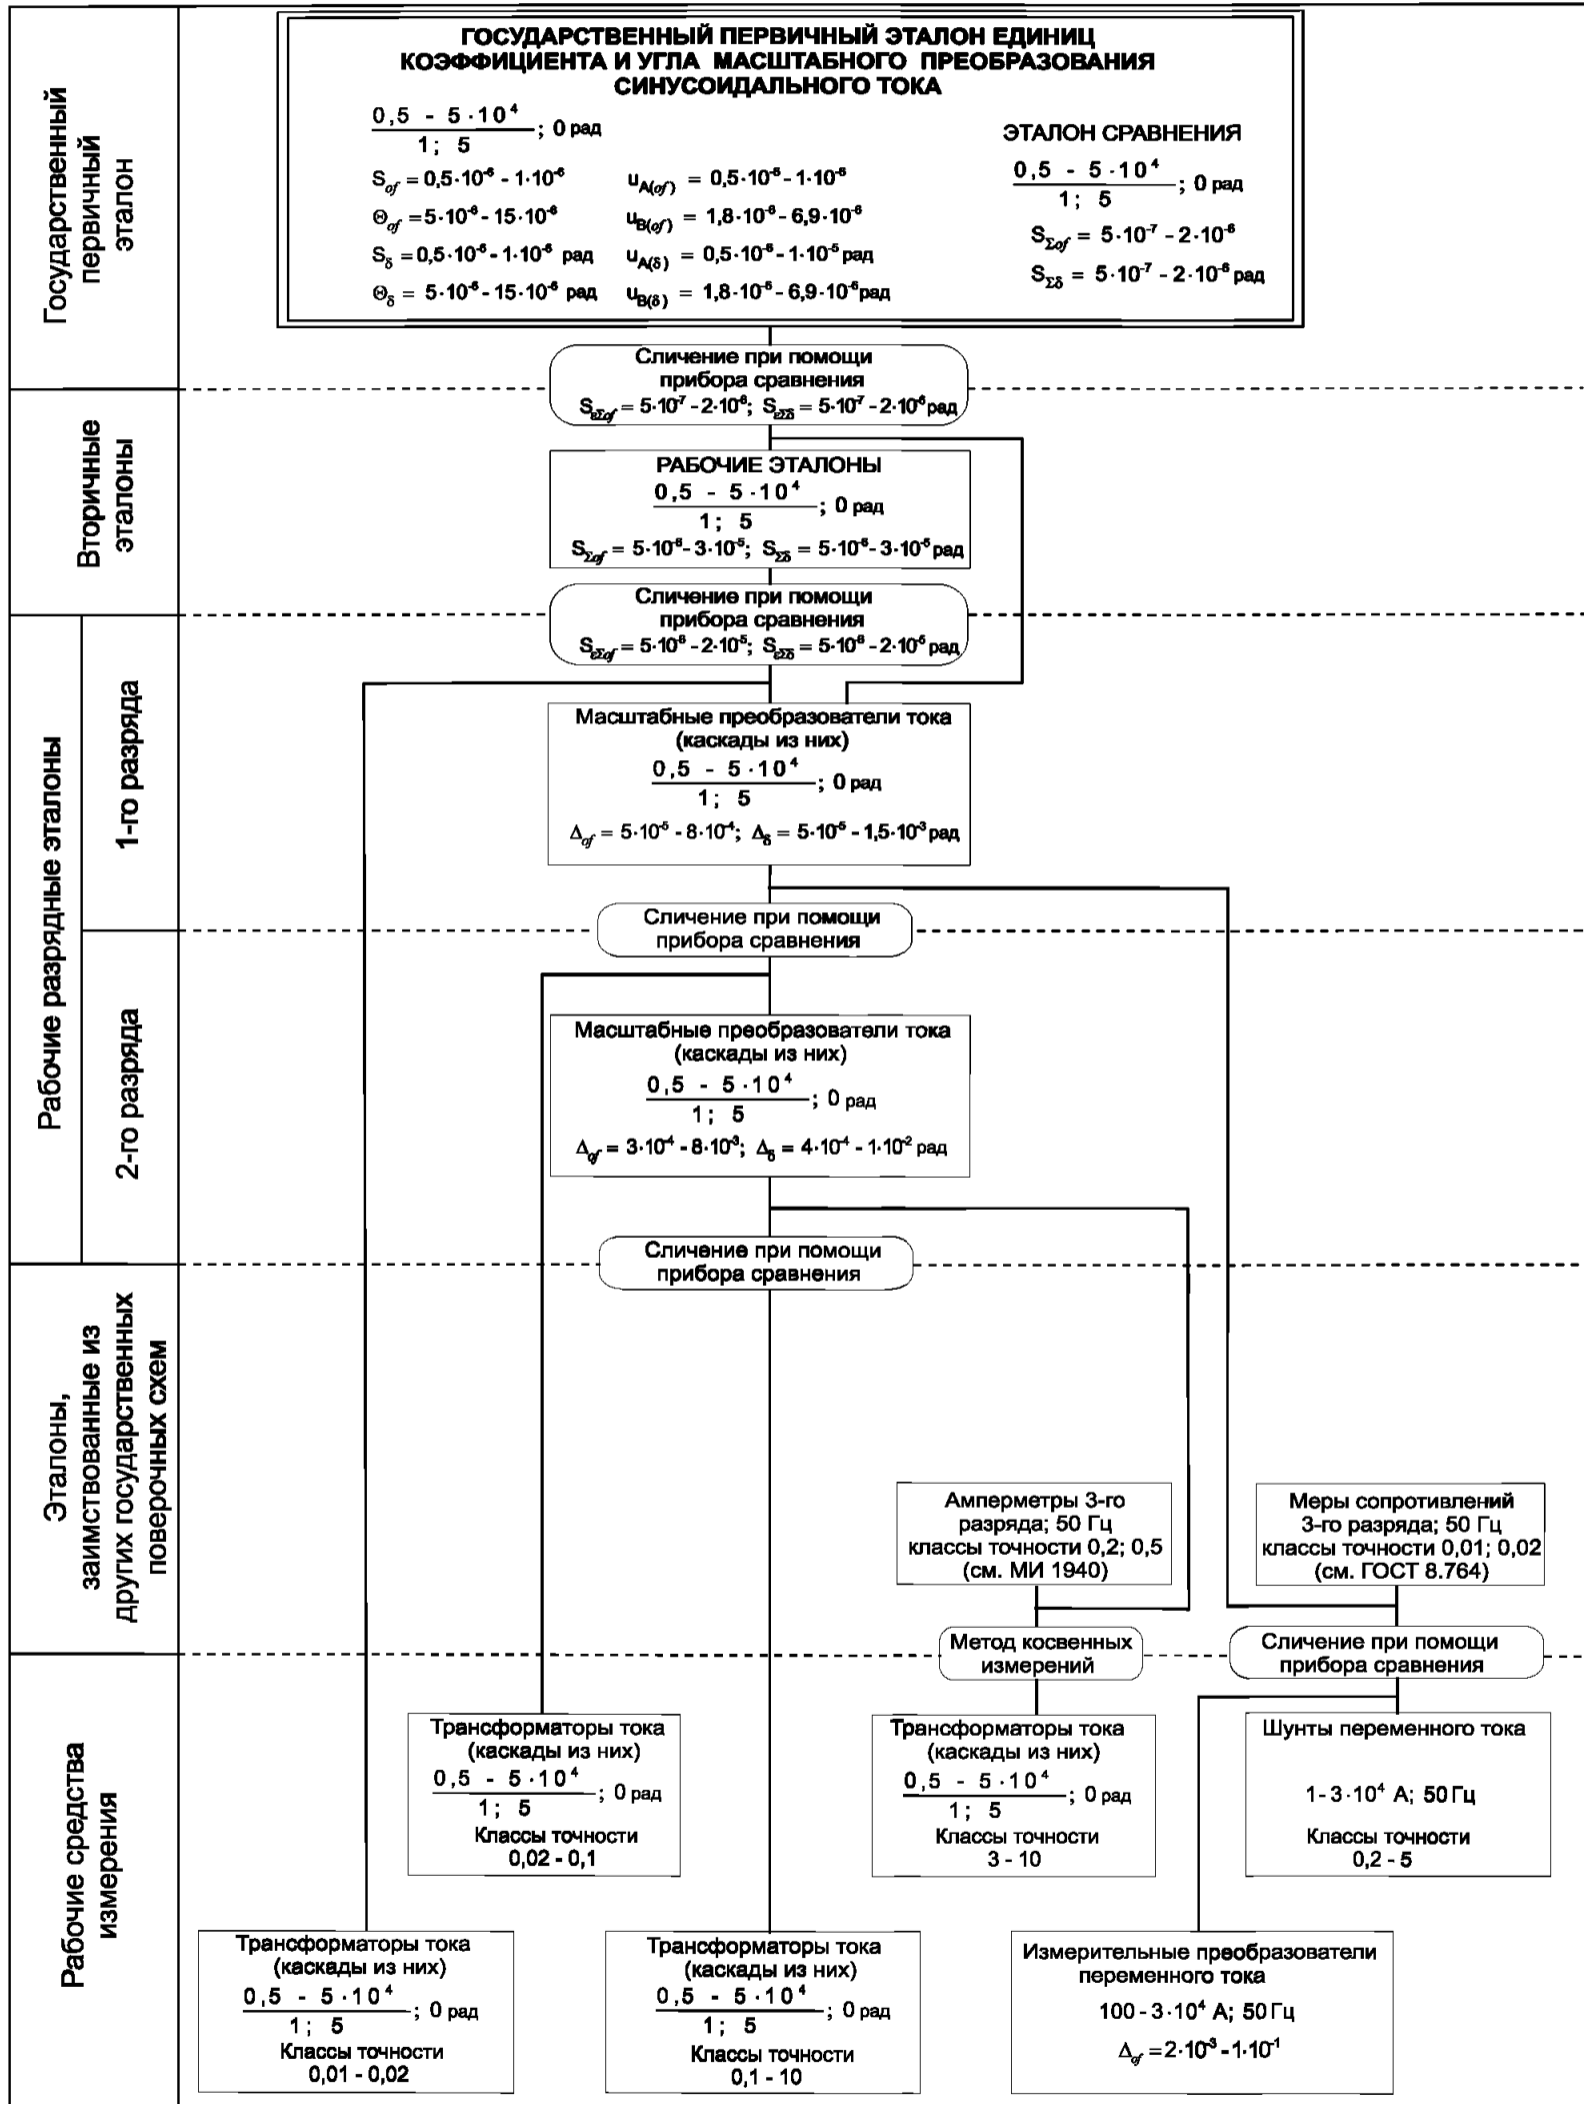 Государственный
первичный
эталон
ГОСУДАРСТВЕННЫЙ ПЕРВИЧНЫЙ ЭТАЛОН ЕДИНИЦ
КОЭФФИЦИЕНТА И УГЛА МАСШТАБНОГО ПРЕОБРАЗОВАНИЯ
СИНУСОИДАЛЬНОГО ТОКА
0,5 - 5·10⁴
1; 5
; 0 рад
S_of = 0,5·10⁻⁶ - 1·10⁻⁶
Θ_of = 5·10⁻⁶ - 15·10⁻⁶
S_δ = 0,5·10⁻⁶ - 1·10⁻⁶ рад
Θ_δ = 5·10⁻⁶ - 15·10⁻⁶ рад
u_A(of) = 0,5·10⁻⁶ - 1·10⁻⁶
u_B(of) = 1,8·10⁻⁶ - 6,9·10⁻⁶
u_A(δ) = 0,5·10⁻⁶ - 1·10⁻⁶ рад
u_B(δ) = 1,8·10⁻⁶ - 6,9·10⁻⁶ рад
ЭТАЛОН СРАВНЕНИЯ
0,5 - 5·10⁴
1; 5
; 0 рад
S_Σof = 5·10⁻⁷ - 2·10⁻⁶
S_Σδ = 5·10⁻⁷ - 2·10⁻⁶ рад
Сличение при помощи
прибора сравнения
S_εΣof = 5·10⁻⁷ - 2·10⁻⁶; S_εΣδ = 5·10⁻⁷ - 2·10⁻⁶ рад
Вторичные
эталоны
РАБОЧИЕ ЭТАЛОНЫ
0,5 - 5·10⁴
1; 5
; 0 рад
S_Σof = 5·10⁻⁶ - 3·10⁻⁵; S_Σδ = 5·10⁻⁶ - 3·10⁻⁵ рад
Сличение при помощи
прибора сравнения
S_εΣof = 5·10⁻⁶ - 2·10⁻⁵; S_εΣδ = 5·10⁻⁶ - 2·10⁻⁵ рад
Рабочие разрядные эталоны
1-го разряда
Масштабные преобразователи тока
(каскады из них)
0,5 - 5·10⁴
1; 5
; 0 рад
Δ_of = 5·10⁻⁵ - 8·10⁻⁴; Δ_δ = 5·10⁻⁵ - 1,5·10⁻³ рад
Сличение при помощи
прибора сравнения
2-го разряда
Масштабные преобразователи тока
(каскады из них)
0,5 - 5·10⁴
1; 5
; 0 рад
Δ_of = 3·10⁻⁴ - 8·10⁻³; Δ_δ = 4·10⁻⁴ - 1·10⁻² рад
Сличение при помощи
прибора сравнения
Эталоны,
заимствованные из
других государственных
поверочных схем
Амперметры 3-го
разряда; 50 Гц
классы точности 0,2; 0,5
(см. МИ 1940)
Меры сопротивлений
3-го разряда; 50 Гц
классы точности 0,01; 0,02
(см. ГОСТ 8.764)
Метод косвенных
измерений
Сличение при помощи
прибора сравнения
Рабочие средства
измерения
Трансформаторы тока
(каскады из них)
0,5 - 5·10⁴
1; 5
; 0 рад
Классы точности
0,02 - 0,1
Трансформаторы тока
(каскады из них)
0,5 - 5·10⁴
1; 5
; 0 рад
Классы точности
3 - 10
Шунты переменного тока
1 - 3·10⁴ А; 50 Гц
Классы точности
0,2 - 5
Трансформаторы тока
(каскады из них)
0,5 - 5·10⁴
1; 5
; 0 рад
Классы точности
0,01 - 0,02
Трансформаторы тока
(каскады из них)
0,5 - 5·10⁴
1; 5
; 0 рад
Классы точности
0,1 - 10
Измерительные преобразователи
переменного тока
100 - 3·10⁴ А; 50 Гц
Δ_of = 2·10⁻³ - 1·10⁻¹